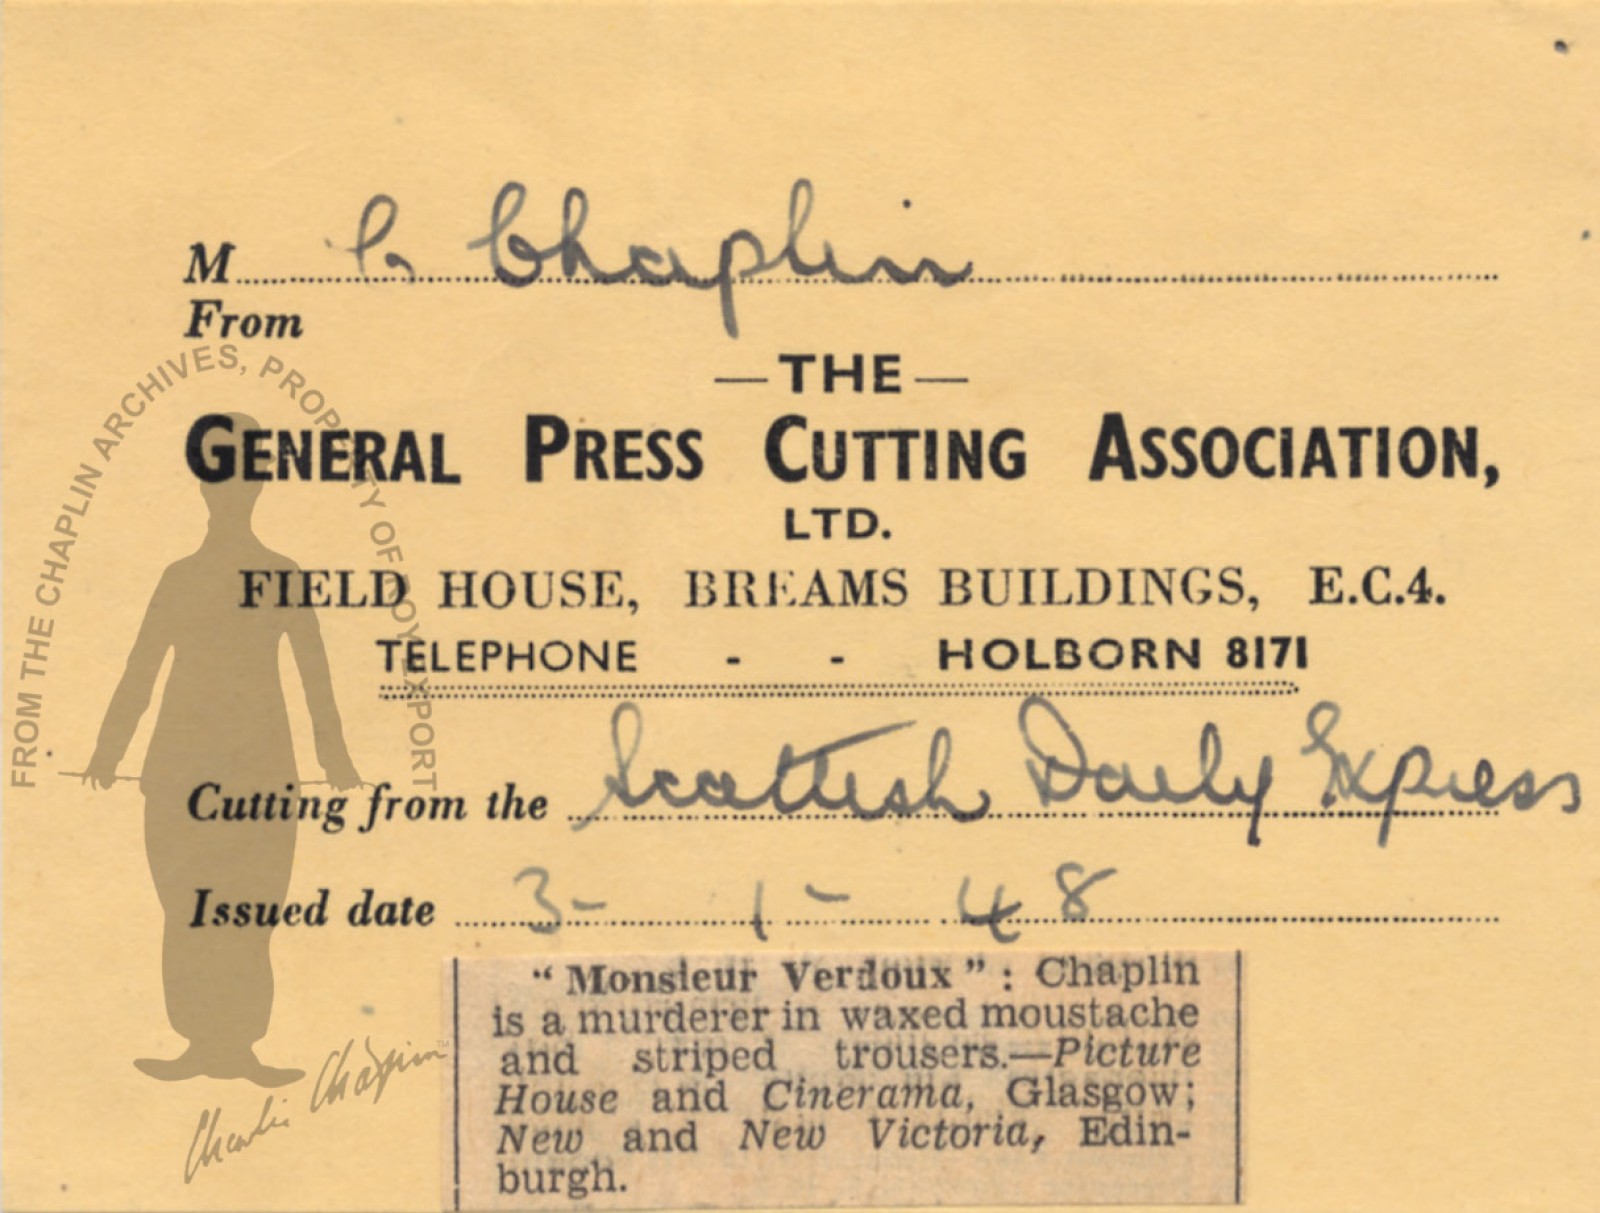 M C. Chaplin
From
— THE —
GENERAL PRESS CUTTING ASSOCIATION,
LTD.
FIELD HOUSE, BREAMS BUILDINGS, E.C.4.
TELEPHONE - - HOLBORN 8171
Cutting from the Scottish Daily Express
Issued date 3-1-48
"Monsieur Verdoux": Chaplin
is a murderer in waxed moustache
and striped trousers.—Picture
House and Cinerama, Glasgow;
New and New Victoria, Edin-
burgh.
FROM THE CHAPLIN ARCHIVES, PROPERTY OF ROY EXPORT
Charlie Chaplin™